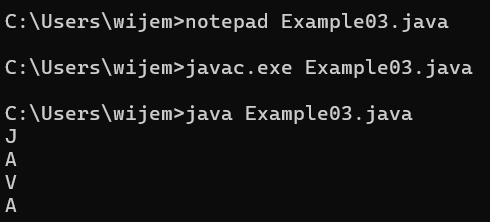 C:\Users\wijem>notepad Example03.java
C:\Users\wijem>javac.exe Example03.java
C:\Users\wijem>java Example03.java
J
A
V
A